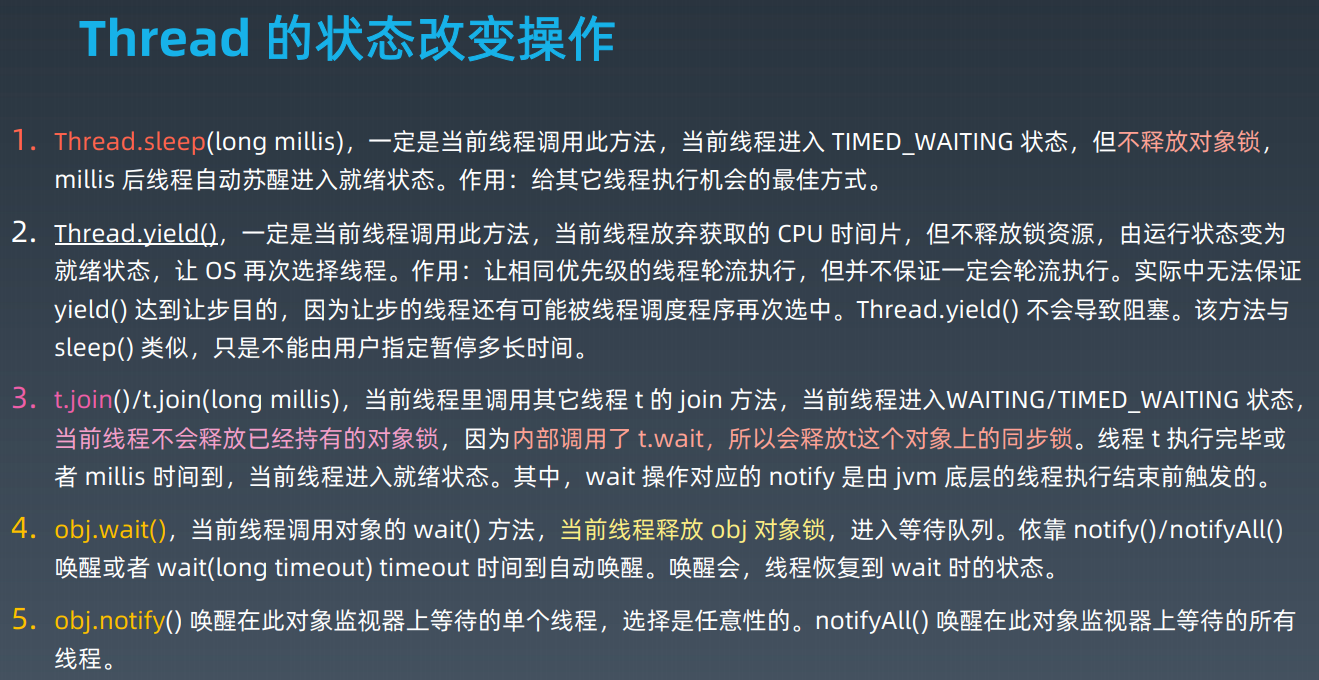 Thread 的状态改变操作
1. Thread.sleep(long millis)，一定是当前线程调用此方法，当前线程进入 TIMED_WAITING 状态，但不释放对象锁，
millis 后线程自动苏醒进入就绪状态。作用：给其它线程执行机会的最佳方式。
2. Thread.yield()，一定是当前线程调用此方法，当前线程放弃获取的 CPU 时间片，但不释放锁资源，由运行状态变为
就绪状态，让 OS 再次选择线程。作用：让相同优先级的线程轮流执行，但并不保证一定会轮流执行。实际中无法保证
yield() 达到让步目的，因为让步的线程还有可能被线程调度程序再次选中。Thread.yield() 不会导致阻塞。该方法与
sleep() 类似，只是不能由用户指定暂停多长时间。
3. t.join()/t.join(long millis)，当前线程里调用其它线程 t 的 join 方法，当前线程进入WAITING/TIMED_WAITING 状态，
当前线程不会释放已经持有的对象锁，因为内部调用了 t.wait，所以会释放t这个对象上的同步锁。线程 t 执行完毕或
者 millis 时间到，当前线程进入就绪状态。其中，wait 操作对应的 notify 是由 jvm 底层的线程执行结束前触发的。
4. obj.wait()，当前线程调用对象的 wait() 方法，当前线程释放 obj 对象锁，进入等待队列。依靠 notify()/notifyAll()
唤醒或者 wait(long timeout) timeout 时间到自动唤醒。唤醒会，线程恢复到 wait 时的状态。
5. obj.notify() 唤醒在此对象监视器上等待的单个线程，选择是任意性的。notifyAll() 唤醒在此对象监视器上等待的所有
线程。